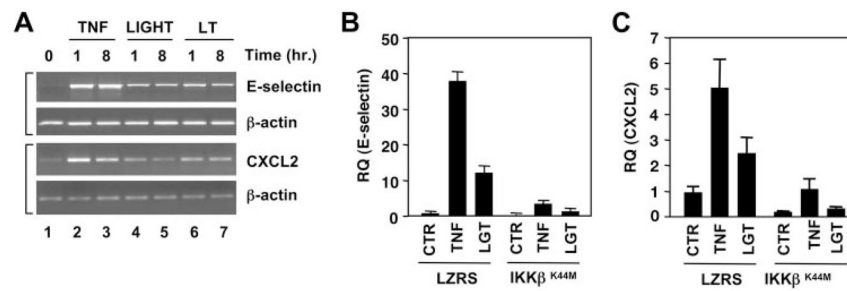 A
TNF LIGHT LT
0 1 8 1 8 1 8 Time (hr.)
E-selectin
β-actin
CXCL2
β-actin
1 2 3 4 5 6 7
B
RQ (E-selectin)
50
40
30
20
10
0
CTR TNF LGT CTR TNF LGT
LZRS IKKβ K44M
C
RQ (CXCL2)
7
6
5
4
3
2
1
0
CTR TNF LGT CTR TNF LGT
LZRS IKKβ K44M